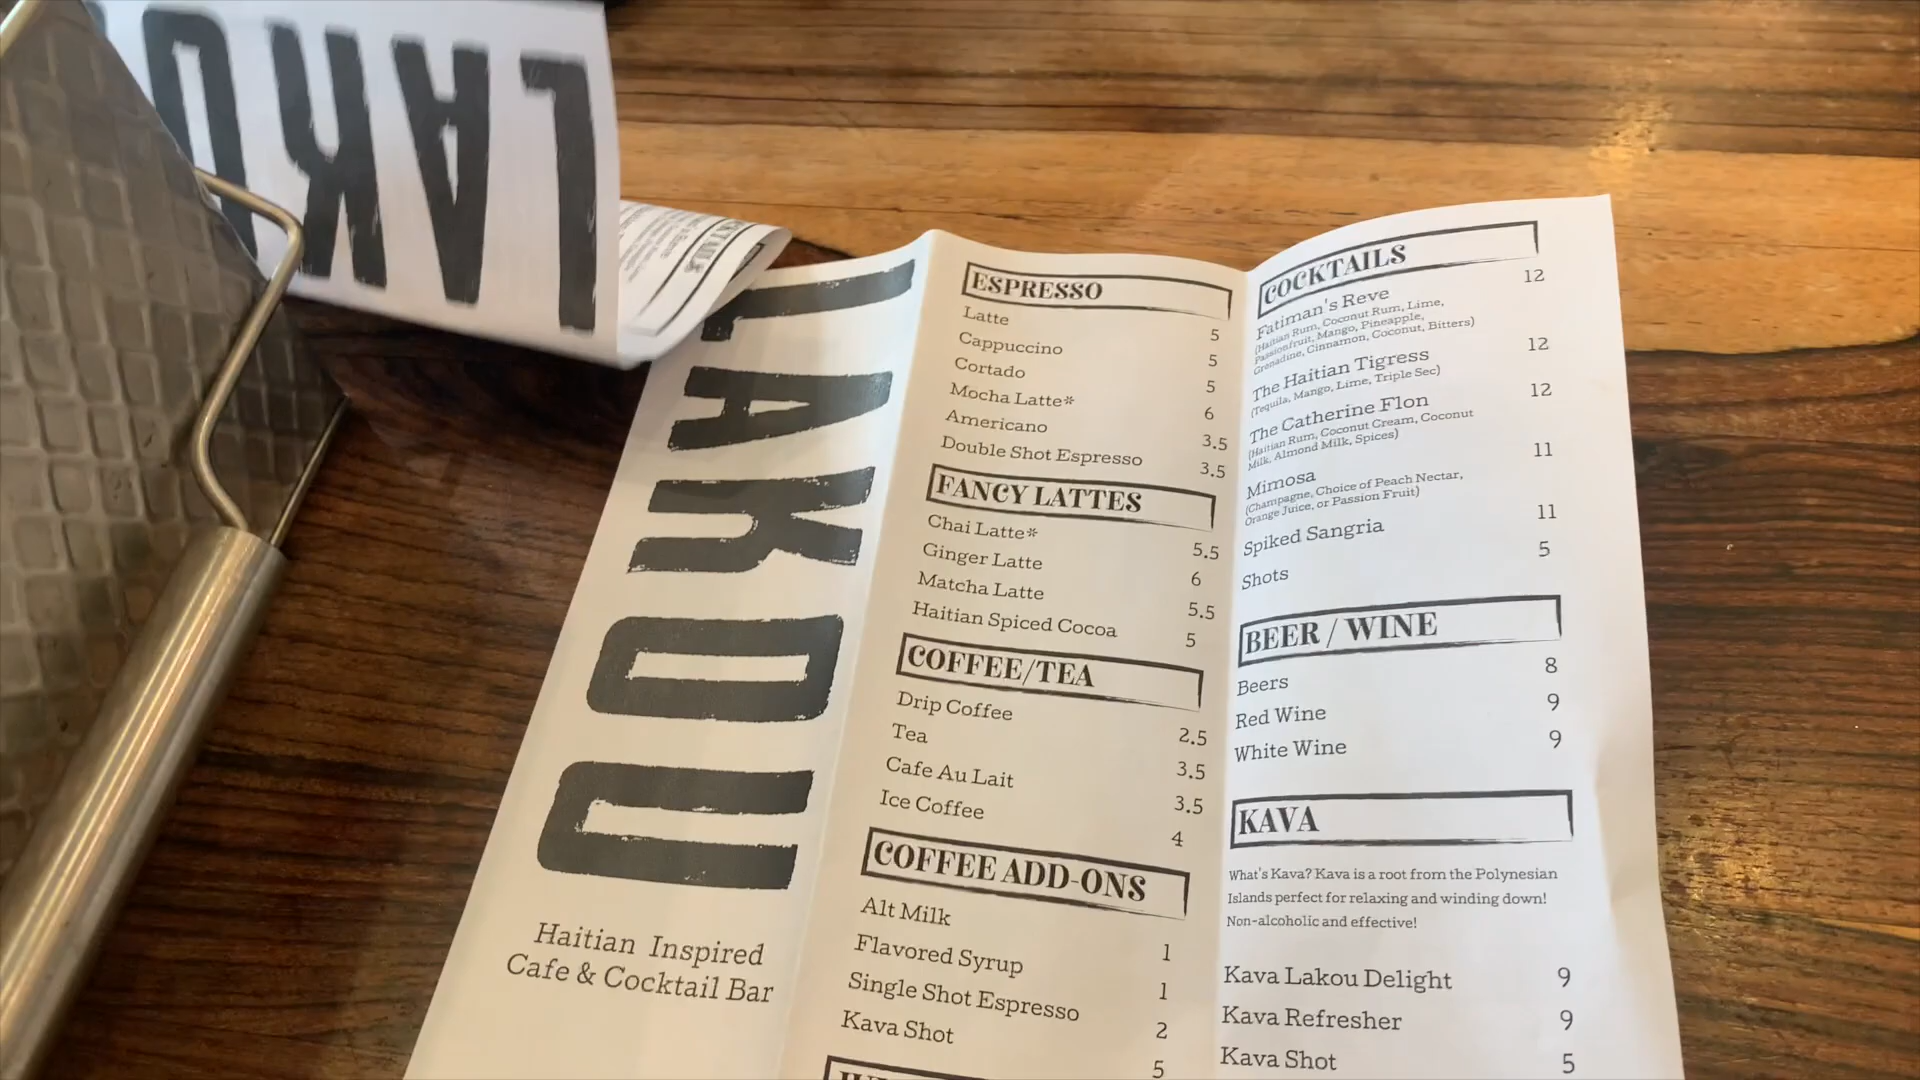 LAKO
COCKTAILS
LAKOU
Haitian Inspired
Cafe & Cocktail Bar
ESPRESSO
Latte 5
Cappuccino 5
Cortado 5
Mocha Latte* 6
Americano 3.5
Double Shot Espresso 3.5
FANCY LATTES
Chai Latte* 5.5
Ginger Latte 6
Matcha Latte 5.5
Haitian Spiced Cocoa 5
COFFEE/TEA
Drip Coffee 2.5
Tea 3.5
Cafe Au Lait 3.5
Ice Coffee 4
COFFEE ADD-ONS
Alt Milk 1
Flavored Syrup 1
Single Shot Espresso 2
Kava Shot 5
COCKTAILS
Fatiman's Reve 12
(Haitian Rum, Coconut Rum, Lime,
Passionfruit, Mango, Pineapple,
Grenadine, Cinnamon, Coconut, Bitters)
The Haitian Tigress 12
(Tequila, Mango, Lime, Triple Sec)
The Catherine Flon 12
(Haitian Rum, Coconut Cream, Coconut
Milk, Almond Milk, Spices)
Mimosa 11
(Champagne, Choice of Peach Nectar,
Orange Juice, or Passion Fruit)
Spiked Sangria 11
Shots 5
BEER / WINE
Beers 8
Red Wine 9
White Wine 9
KAVA
What's Kava? Kava is a root from the Polynesian
Islands perfect for relaxing and winding down!
Non-alcoholic and effective!
Kava Lakou Delight 9
Kava Refresher 9
Kava Shot 5